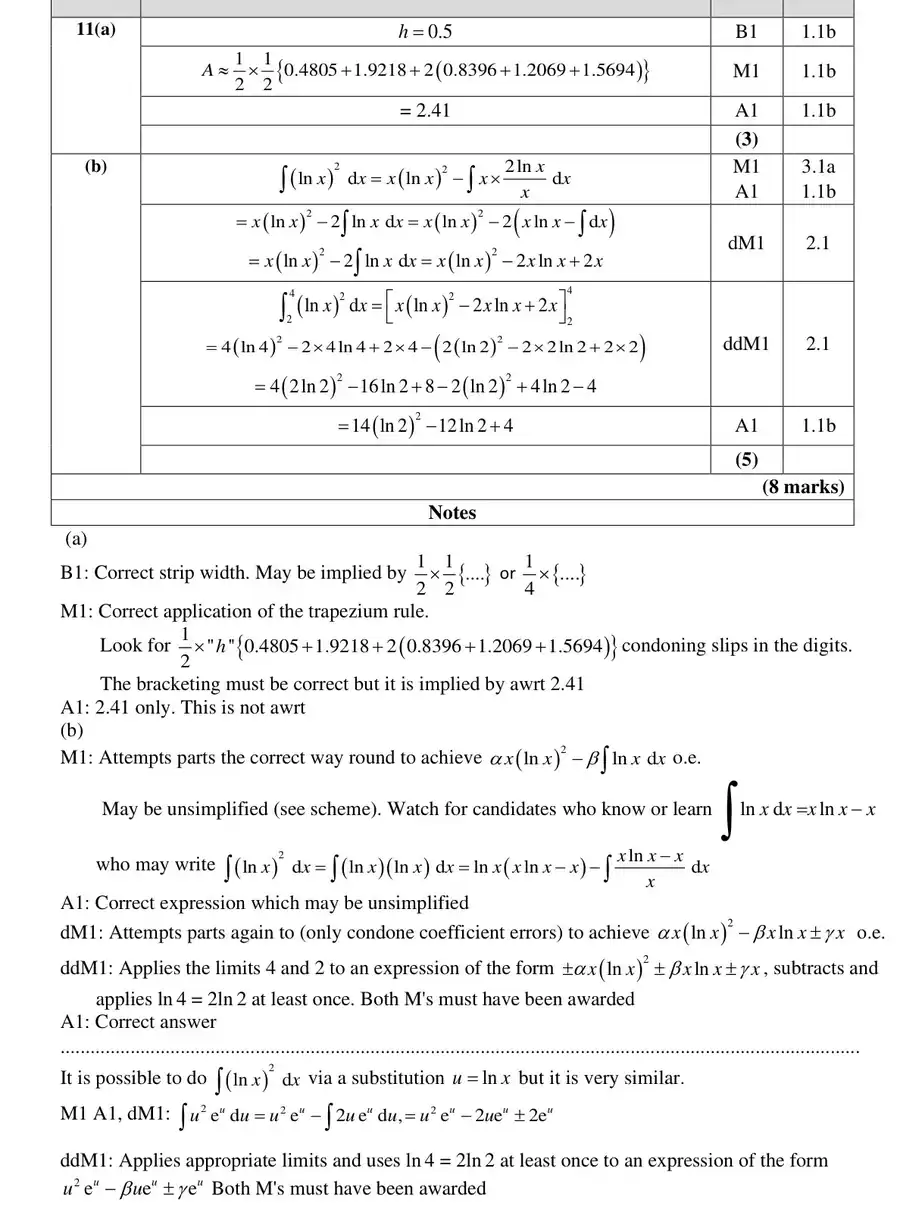 11(a) h = 0.5 B1 1.1b
A ≈ 1/2 × 1/2 {0.4805 + 1.9218 + 2(0.8396 + 1.2069 + 1.5694)} M1 1.1b
= 2.41 A1 1.1b
(3)
(b) ∫(ln x)² dx = x(ln x)² − ∫ x × (2 ln x)/x dx M1 A1 3.1a 1.1b
= x(ln x)² − 2∫ ln x dx = x(ln x)² − 2(x ln x − ∫dx)
= x(ln x)² − 2∫ ln x dx = x(ln x)² − 2x ln x + 2x dM1 2.1
∫₂⁴ (ln x)² dx = [x(ln x)² − 2x ln x + 2x]₂⁴
= 4(ln 4)² − 2 × 4 ln 4 + 2 × 4 − (2(ln 2)² − 2 × 2 ln 2 + 2 × 2) ddM1 2.1
= 4(2 ln 2)² − 16 ln 2 + 8 − 2(ln 2)² + 4 ln 2 − 4
= 14(ln 2)² − 12 ln 2 + 4 A1 1.1b
(5)
(8 marks)
Notes
(a)
B1: Correct strip width. May be implied by 1/2 × 1/2 {....} or 1/4 × {....}
M1: Correct application of the trapezium rule.
Look for 1/2 × "h"{0.4805 + 1.9218 + 2(0.8396 + 1.2069 + 1.5694)} condoning slips in the digits.
The bracketing must be correct but it is implied by awrt 2.41
A1: 2.41 only. This is not awrt
(b)
M1: Attempts parts the correct way round to achieve αx(ln x)² − β∫ ln x dx o.e.
May be unsimplified (see scheme). Watch for candidates who know or learn ∫ ln x dx = x ln x − x
who may write ∫(ln x)² dx = ∫(ln x)(ln x) dx = ln x(x ln x − x) − ∫ (x ln x − x)/x dx
A1: Correct expression which may be unsimplified
dM1: Attempts parts again to (only condone coefficient errors) to achieve αx(ln x)² − βx ln x ± γx o.e.
ddM1: Applies the limits 4 and 2 to an expression of the form ±αx(ln x)² ± βx ln x ± γx, subtracts and
applies ln 4 = 2ln 2 at least once. Both M's must have been awarded
A1: Correct answer
................................................................................
It is possible to do ∫(ln x)² dx via a substitution u = ln x but it is very similar.
M1 A1, dM1: ∫u² eᵘ du = u² eᵘ − ∫ 2u eᵘ du, = u² eᵘ − 2ueᵘ ± 2eᵘ
ddM1: Applies appropriate limits and uses ln 4 = 2ln 2 at least once to an expression of the form
u² eᵘ − βueᵘ ± γeᵘ Both M's must have been awarded